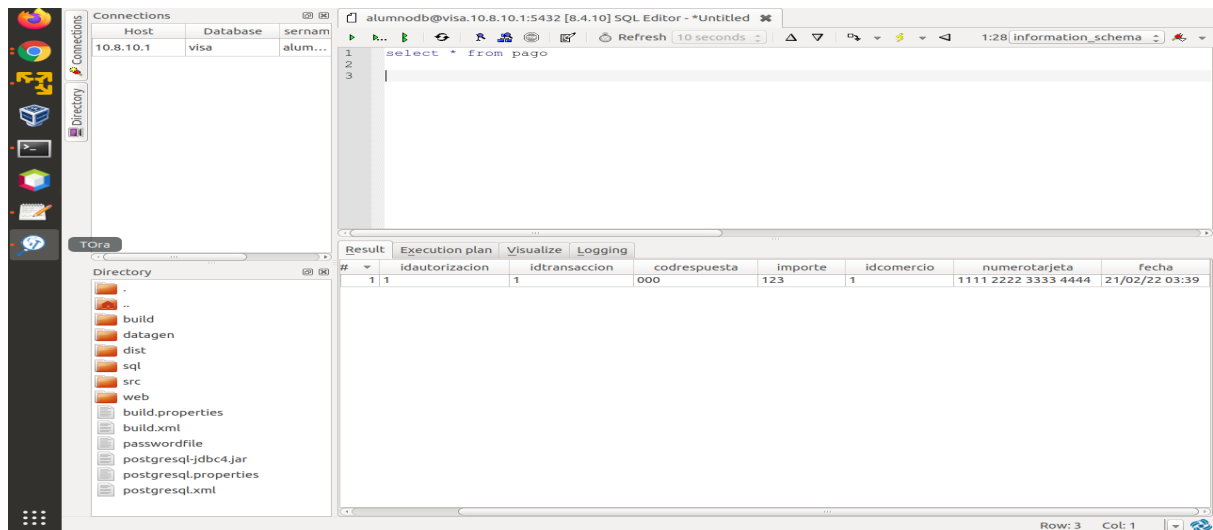 Connections
Host Database sernam
10.8.10.1 visa alum...
Connections
Directory
TOra
Directory
.
..
build
datagen
dist
sql
src
web
build.properties
build.xml
passwordfile
postgresql-jdbc4.jar
postgresql.properties
postgresql.xml
alumnodb@visa.10.8.10.1:5432 [8.4.10] SQL Editor - *Untitled
Refresh 10 seconds 1:28 information_schema
1 select * from pago
2
3
Result Execution plan Visualize Logging
# idautorizacion idtransaccion codrespuesta importe idcomercio numerotarjeta fecha
1 1 1 000 123 1 1111 2222 3333 4444 21/02/22 03:39
Row: 3 Col: 1